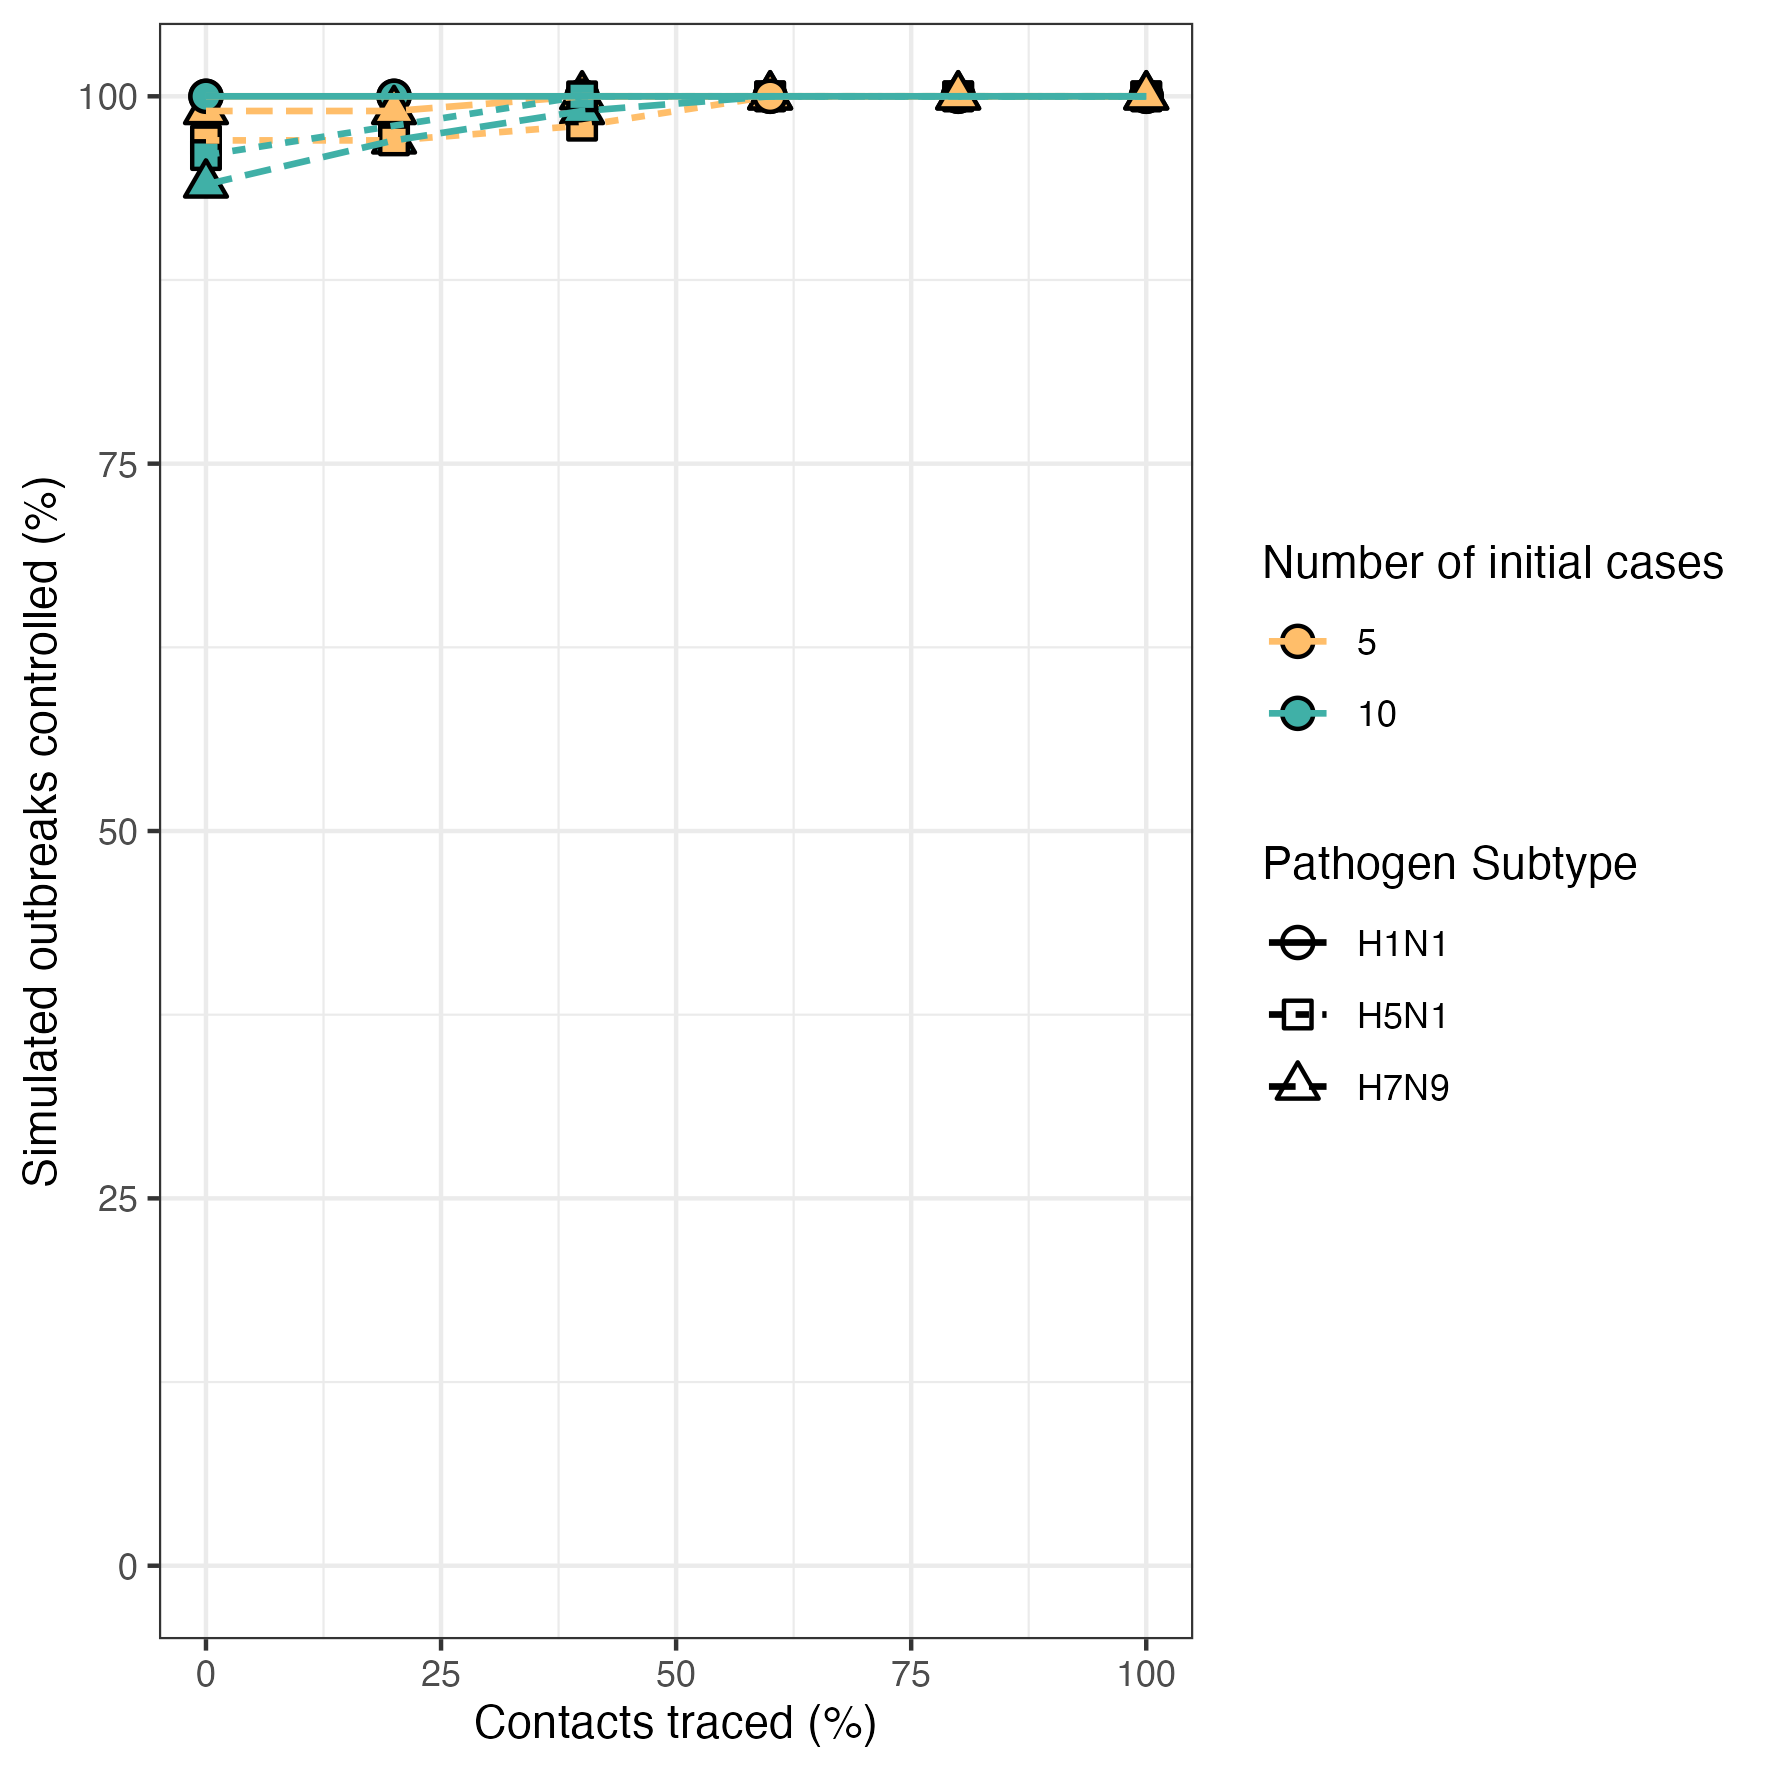 Simulated outbreaks controlled (%)
100
75
50
25
0
0 25 50 75 100
Contacts traced (%)
Number of initial cases
5
10
Pathogen Subtype
H1N1
H5N1
H7N9